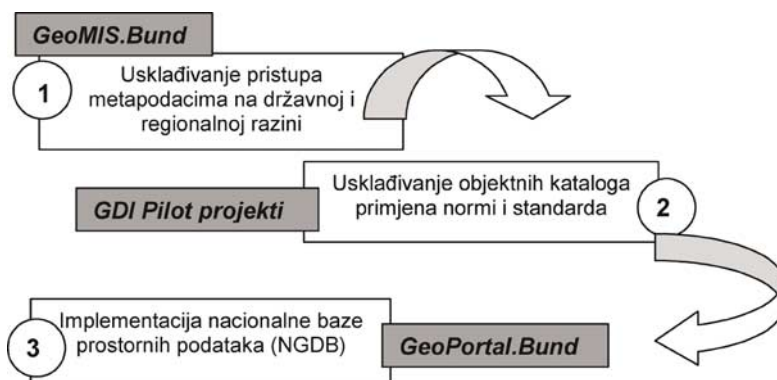 GeoMIS.Bund
1
Usklađivanje pristupa
metapodacima na državnoj i
regionalnoj razini
Usklađivanje objektnih kataloga
primjena normi i standarda
GDI Pilot projekti
2
Implementacija nacionalne baze
prostornih podataka (NGDB)
3
GeoPortal.Bund